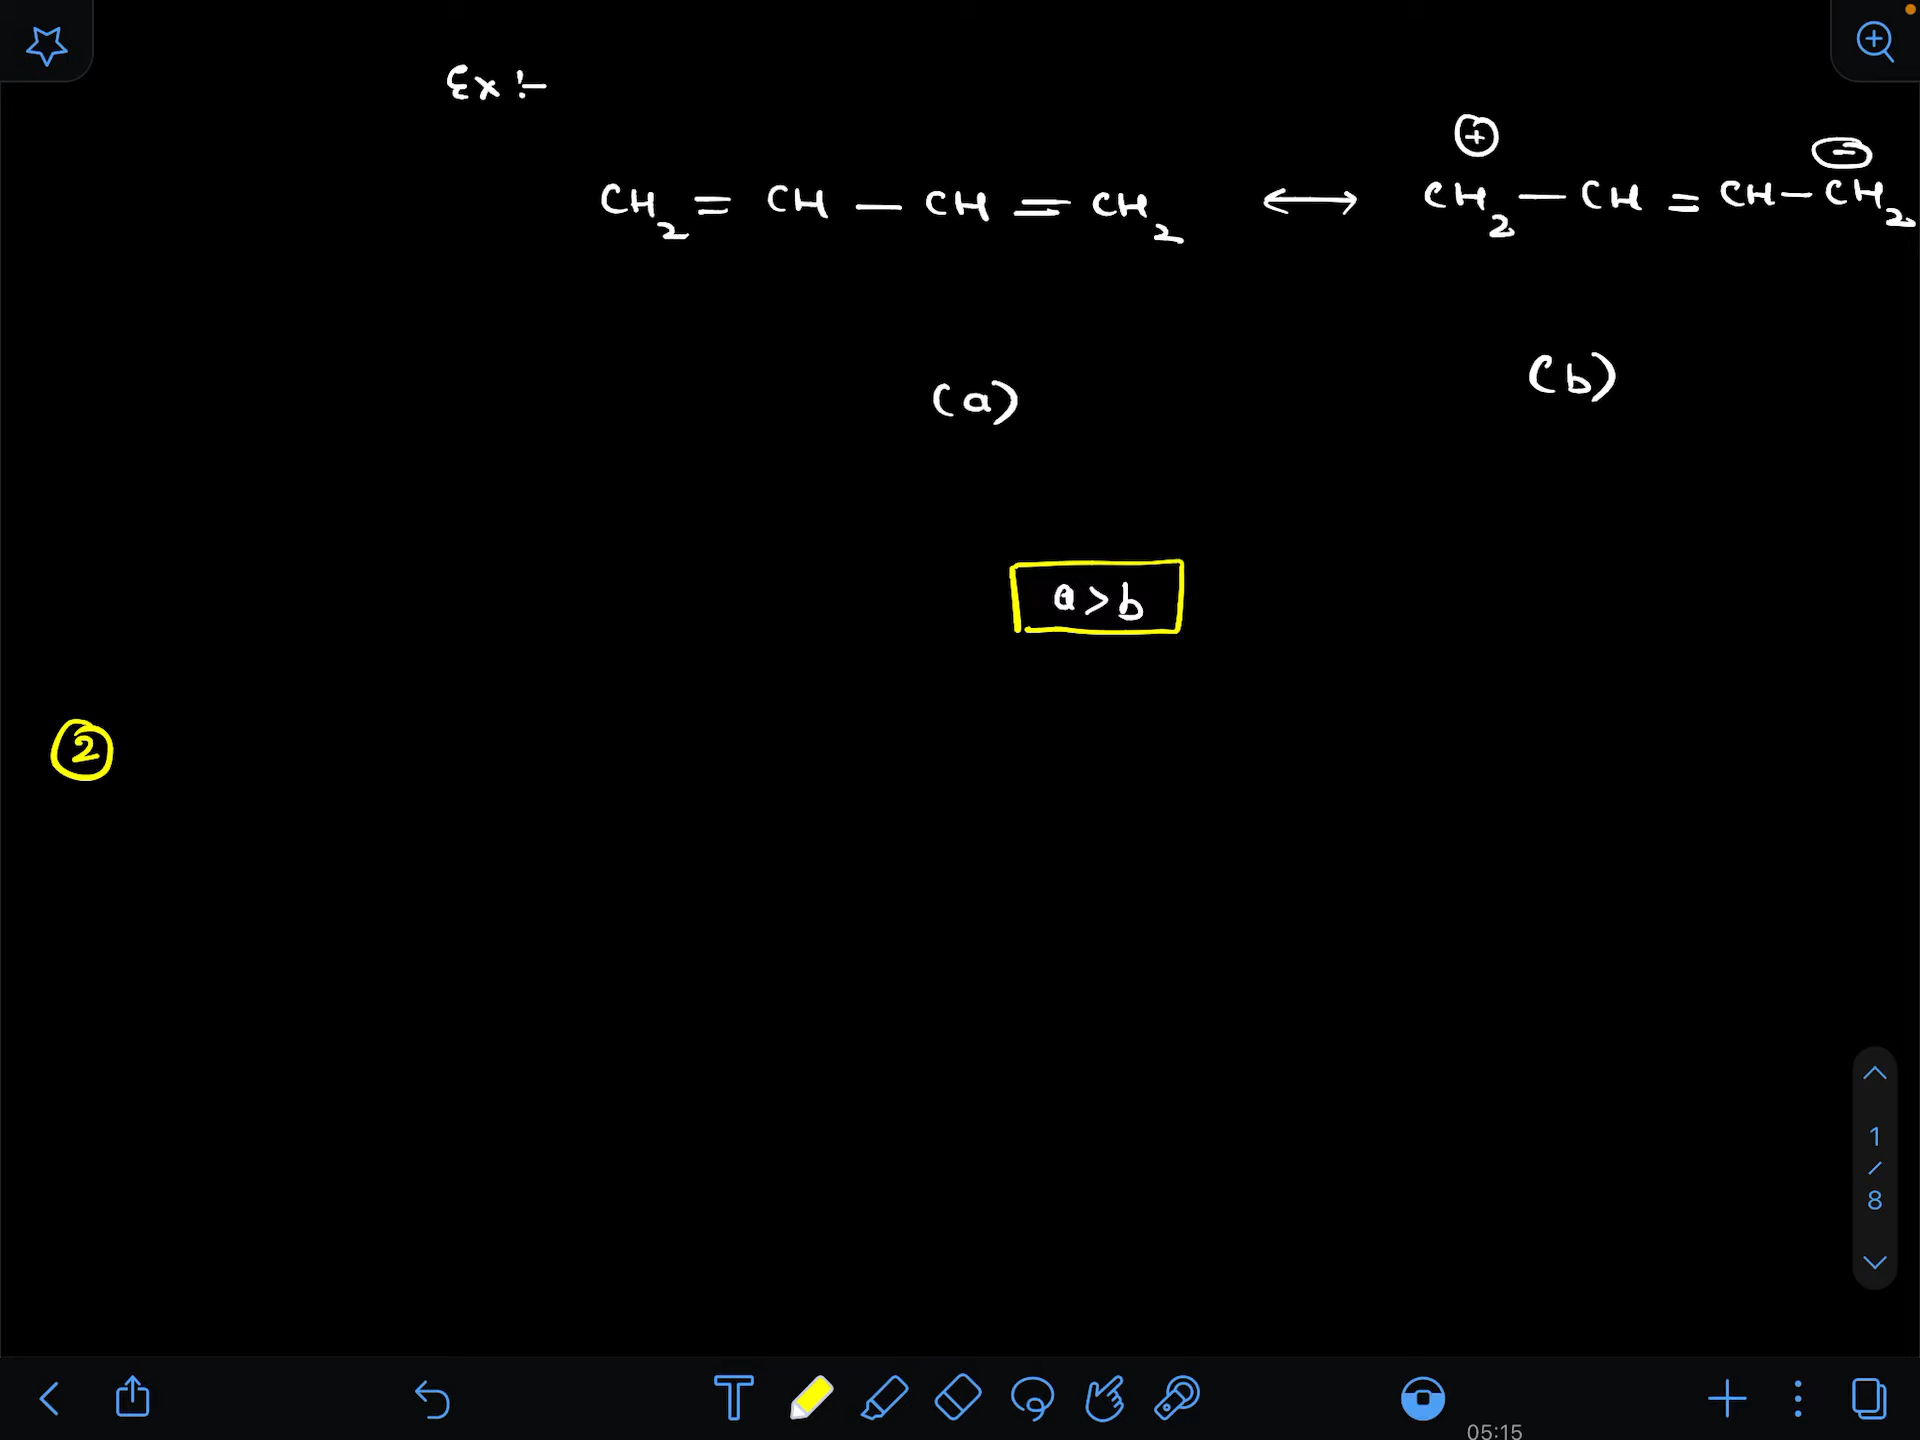 Ex :-
CH₂ = CH — CH = CH₂ ⟷ CH₂⊕ — CH = CH – CH₂⊖
(a) (b)
a > b
②
1 / 8
T
05:15